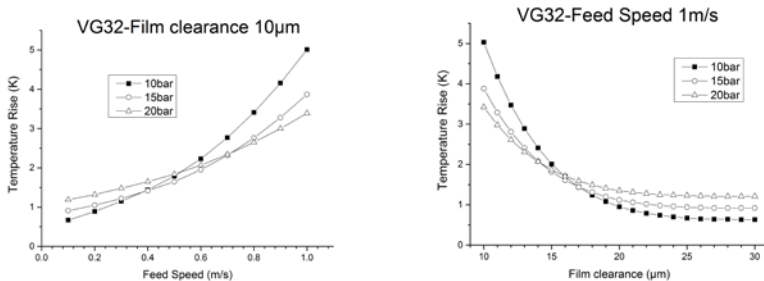 VG32-Film clearance 10μm
5
4
3
2
1
0
Temperature Rise (K)
10bar
15bar
20bar
0.0 0.2 0.4 0.6 0.8 1.0
Feed Speed (m/s)
VG32-Feed Speed 1m/s
5
4
3
2
1
0
Temperature Rise (K)
10bar
15bar
20bar
10 15 20 25 30
Film clearance (μm)